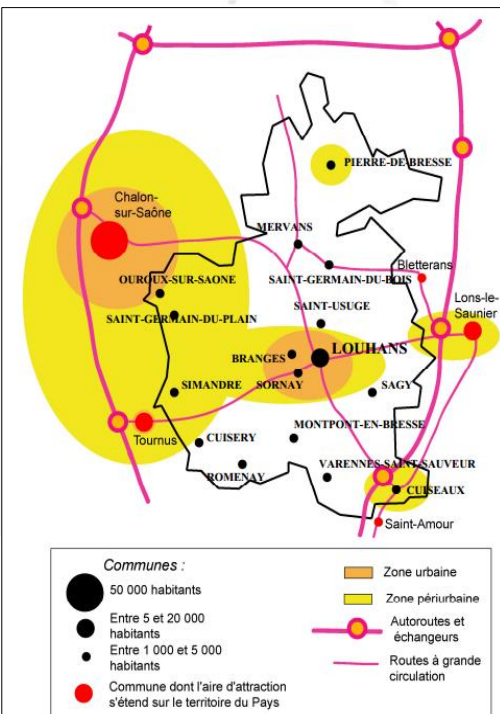 PIERRE-DE-BRESSE
Chalon-
sur-Saône
MERVANS
SAINT-GERMAIN-DU-BOIS
Bletterans
OUROUX-SUR-SAONE
Lons-le-
Saunier
SAINT-USUGE
SAINT-GERMAIN-DU-PLAIN
LOUHANS
BRANGES
SORNAY
SIMANDRE
SAGY
Tournus
MONTPONT-EN-BRESSE
CUISERY
ROMENAY
VARENNES-SAINT-SAUVEUR
CUISEAUX
Saint-Amour
Communes :
50 000 habitants
Entre 5 et 20 000
habitants
Entre 1 000 et 5 000
habitants
Commune dont l'aire d'attraction
s'étend sur le territoire du Pays
Zone urbaine
Zone périurbaine
Autoroutes et
échangeurs
Routes à grande
circulation